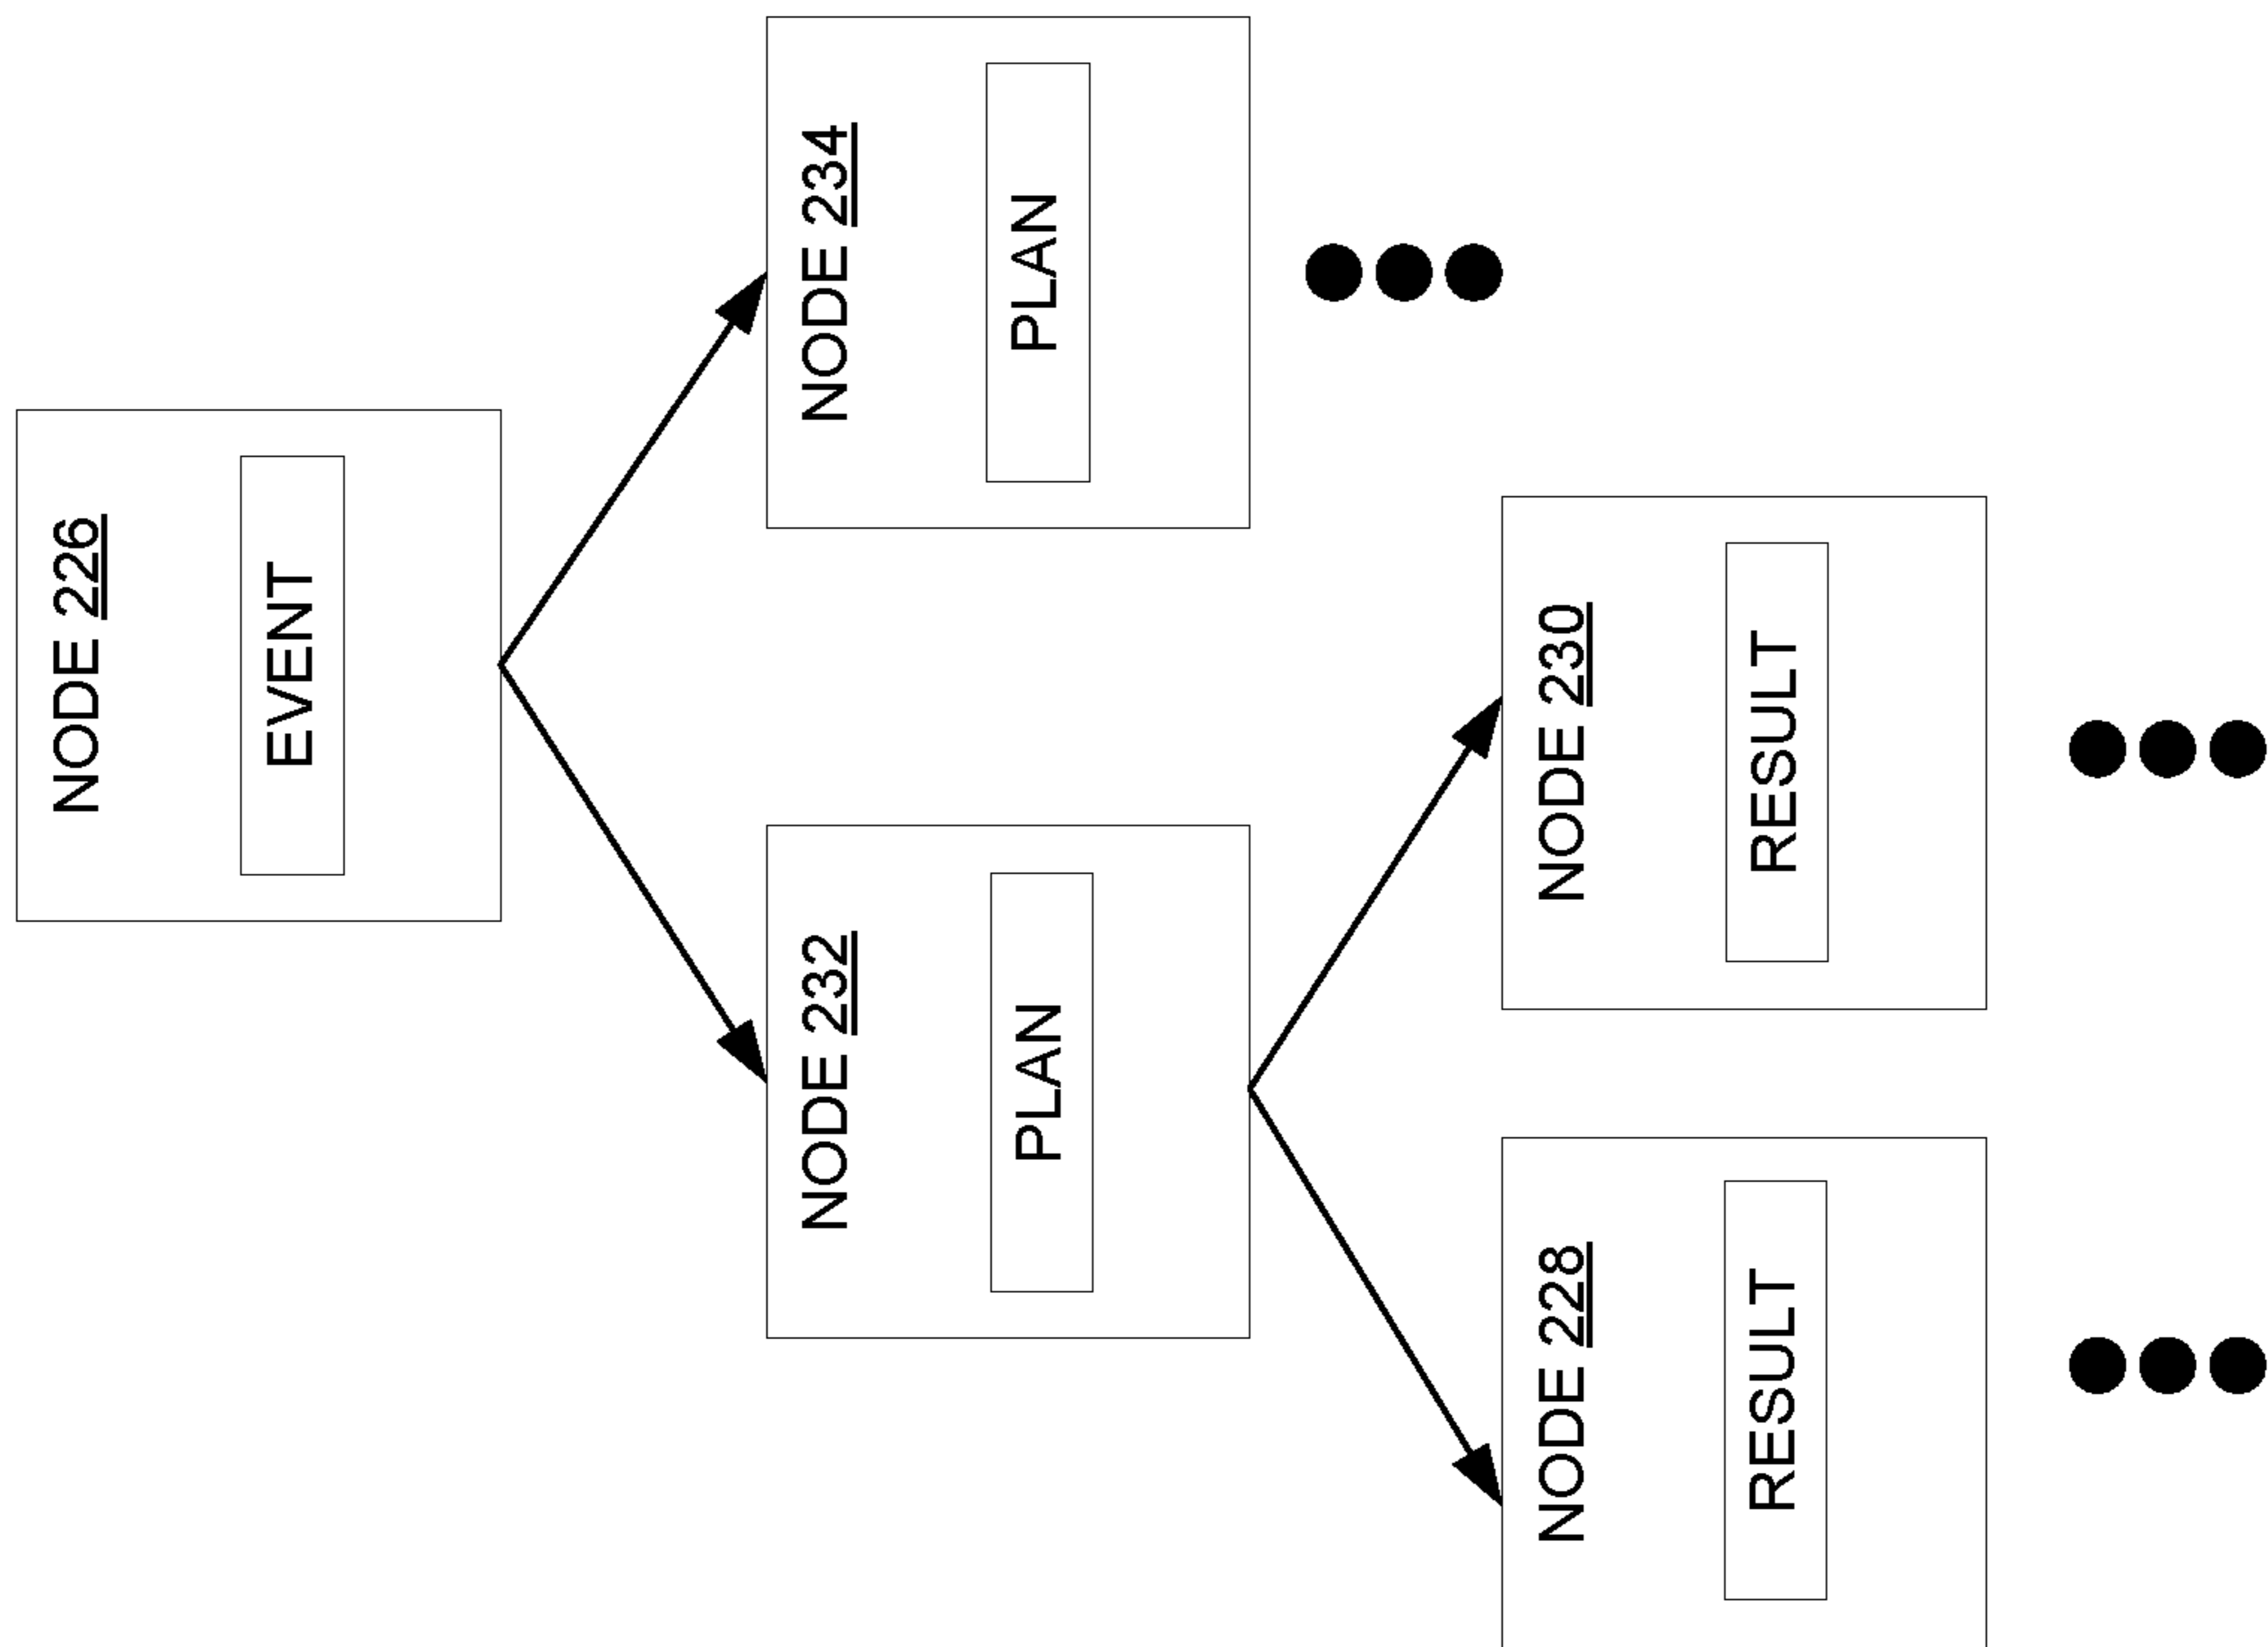 NODE 226
EVENT
NODE 232
PLAN
NODE 234
PLAN
NODE 228
RESULT
NODE 230
RESULT